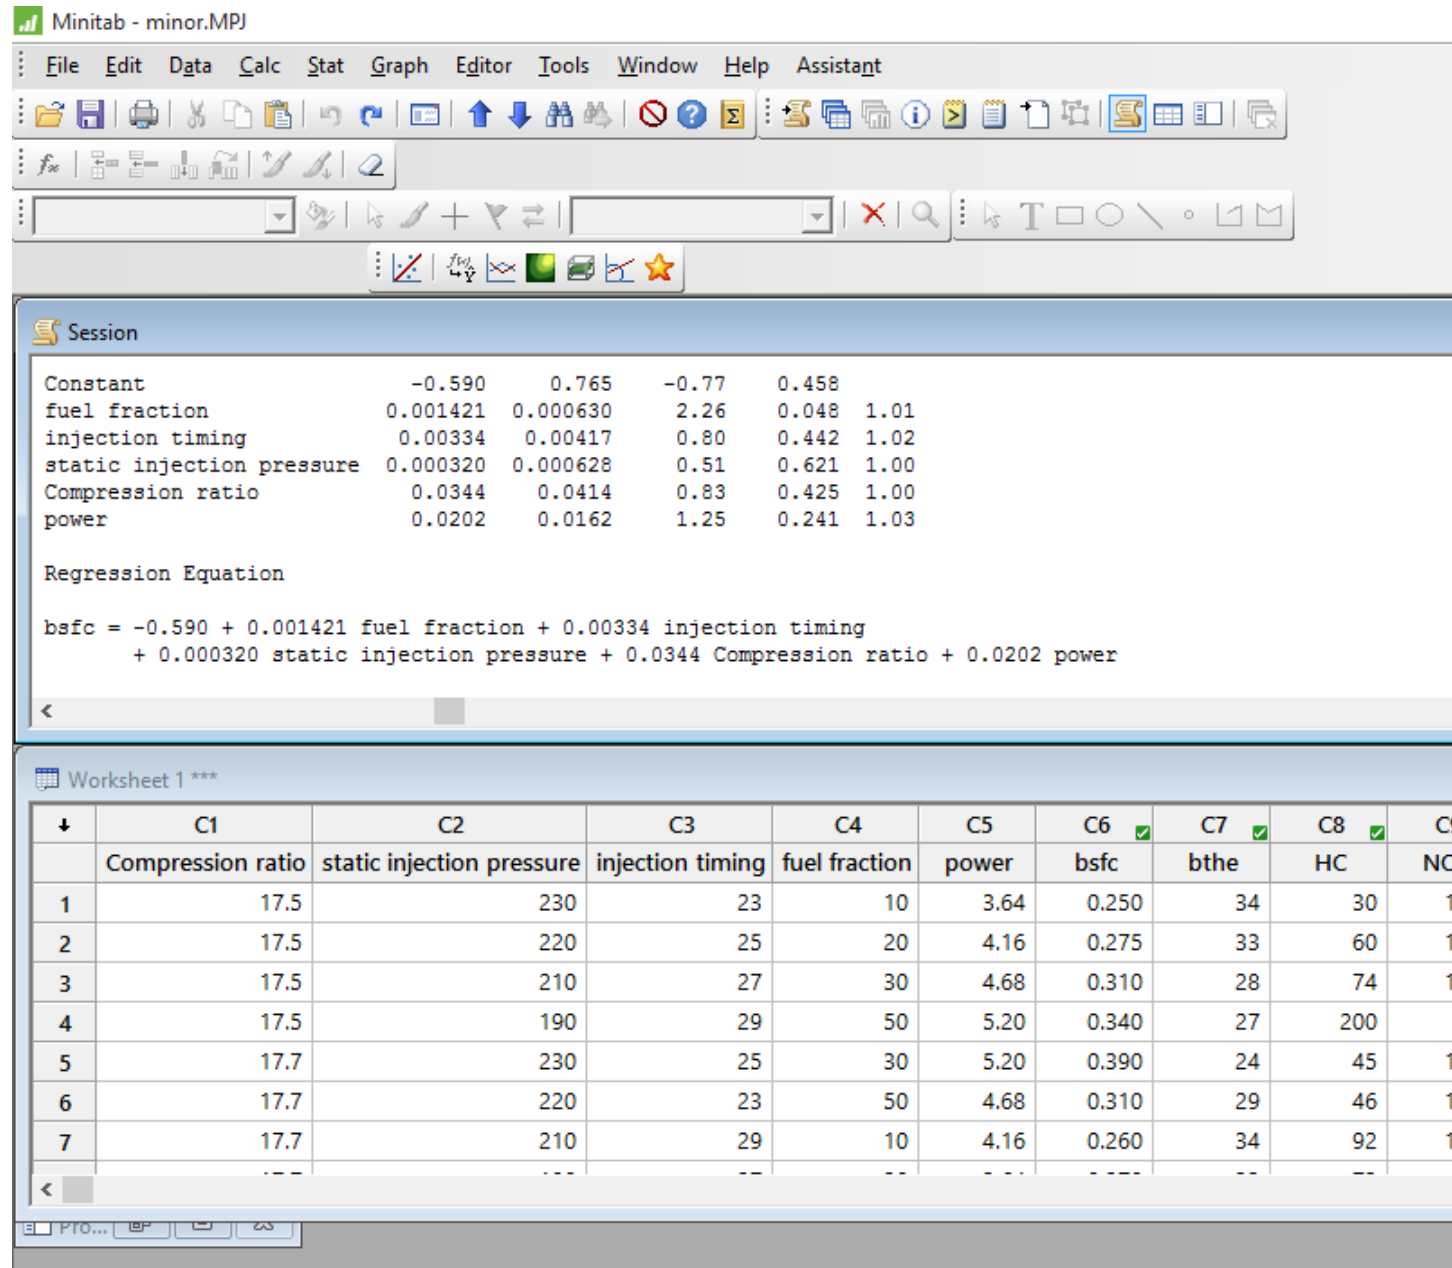 Minitab - minor.MPJ
File Edit Data Calc Stat Graph Editor Tools Window Help Assistant
Session
Constant -0.590 0.765 -0.77 0.458
fuel fraction 0.001421 0.000630 2.26 0.048 1.01
injection timing 0.00334 0.00417 0.80 0.442 1.02
static injection pressure 0.000320 0.000628 0.51 0.621 1.00
Compression ratio 0.0344 0.0414 0.83 0.425 1.00
power 0.0202 0.0162 1.25 0.241 1.03
Regression Equation
bsfc = -0.590 + 0.001421 fuel fraction + 0.00334 injection timing
+ 0.000320 static injection pressure + 0.0344 Compression ratio + 0.0202 power
Worksheet 1 ***
C1 C2 C3 C4 C5 C6 C7 C8
Compression ratio static injection pressure injection timing fuel fraction power bsfc bthe HC
1 17.5 230 23 10 3.64 0.250 34 30
2 17.5 220 25 20 4.16 0.275 33 60
3 17.5 210 27 30 4.68 0.310 28 74
4 17.5 190 29 50 5.20 0.340 27 200
5 17.7 230 25 30 5.20 0.390 24 45
6 17.7 220 23 50 4.68 0.310 29 46
7 17.7 210 29 10 4.16 0.260 34 92
Pro...